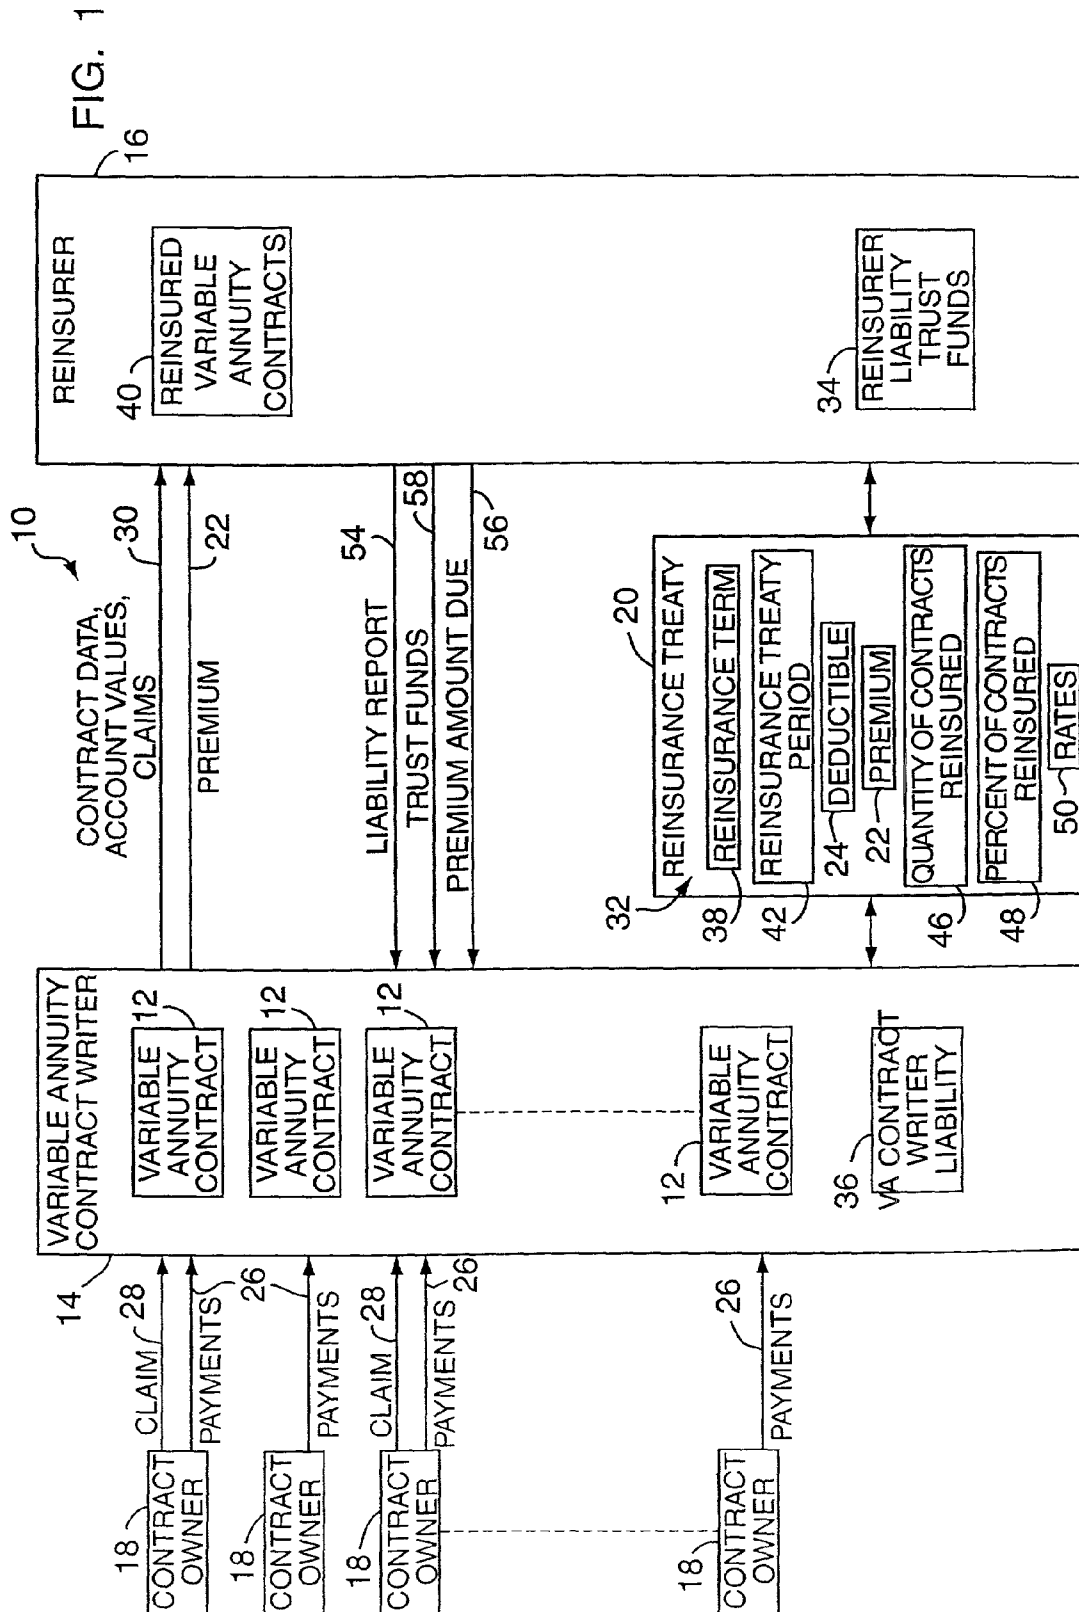 FIG. 1
10
VARIABLE ANNUITY
CONTRACT WRITER
14
CONTRACT
OWNER
18
CLAIM
28
PAYMENTS
26
CONTRACT
OWNER
18
PAYMENTS
CONTRACT
OWNER
18
CLAIM
28
PAYMENTS
26
CONTRACT
OWNER
18
PAYMENTS
26
VARIABLE
ANNUITY
CONTRACT
12
VARIABLE
ANNUITY
CONTRACT
12
VARIABLE
ANNUITY
CONTRACT
12
VARIABLE
ANNUITY
CONTRACT
12
VA CONTRACT
WRITER
LIABILITY
36
CONTRACT DATA,
ACCOUNT VALUES,
CLAIMS
30
PREMIUM
22
LIABILITY REPORT
54
TRUST FUNDS
58
PREMIUM AMOUNT DUE
56
REINSURANCE TREATY
20
32
REINSURANCE TERM
38
REINSURANCE TREATY
PERIOD
42
DEDUCTIBLE
24
PREMIUM
22
QUANTITY OF CONTRACTS
REINSURED
46
PERCENT OF CONTRACTS
REINSURED
48
RATES
50
REINSURER
16
REINSURED
VARIABLE
ANNUITY
CONTRACTS
40
REINSURER
LIABILITY
TRUST
FUNDS
34